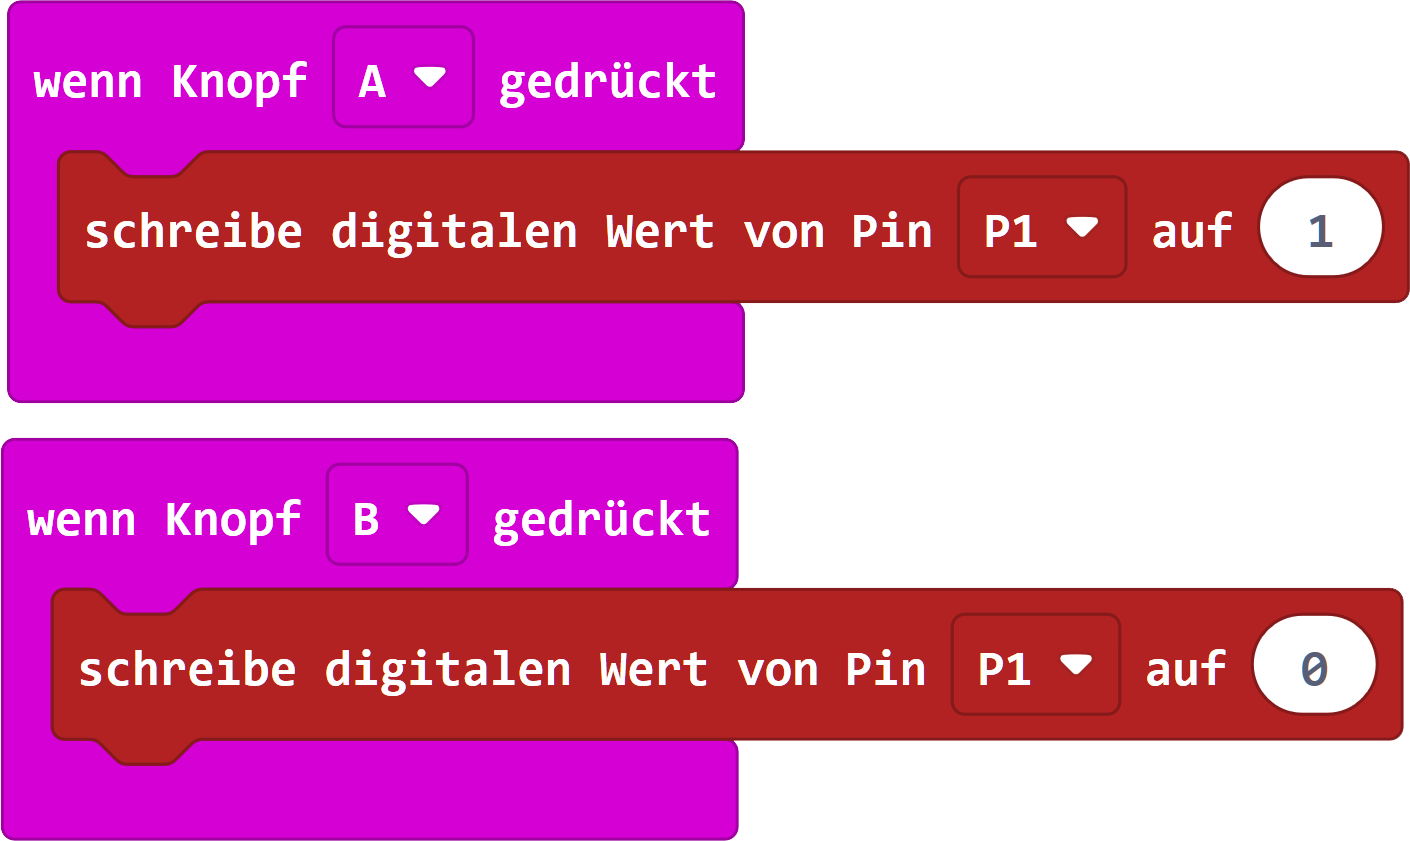 wenn Knopf A gedrückt
schreibe digitalen Wert von Pin P1 auf 1
wenn Knopf B gedrückt
schreibe digitalen Wert von Pin P1 auf 0